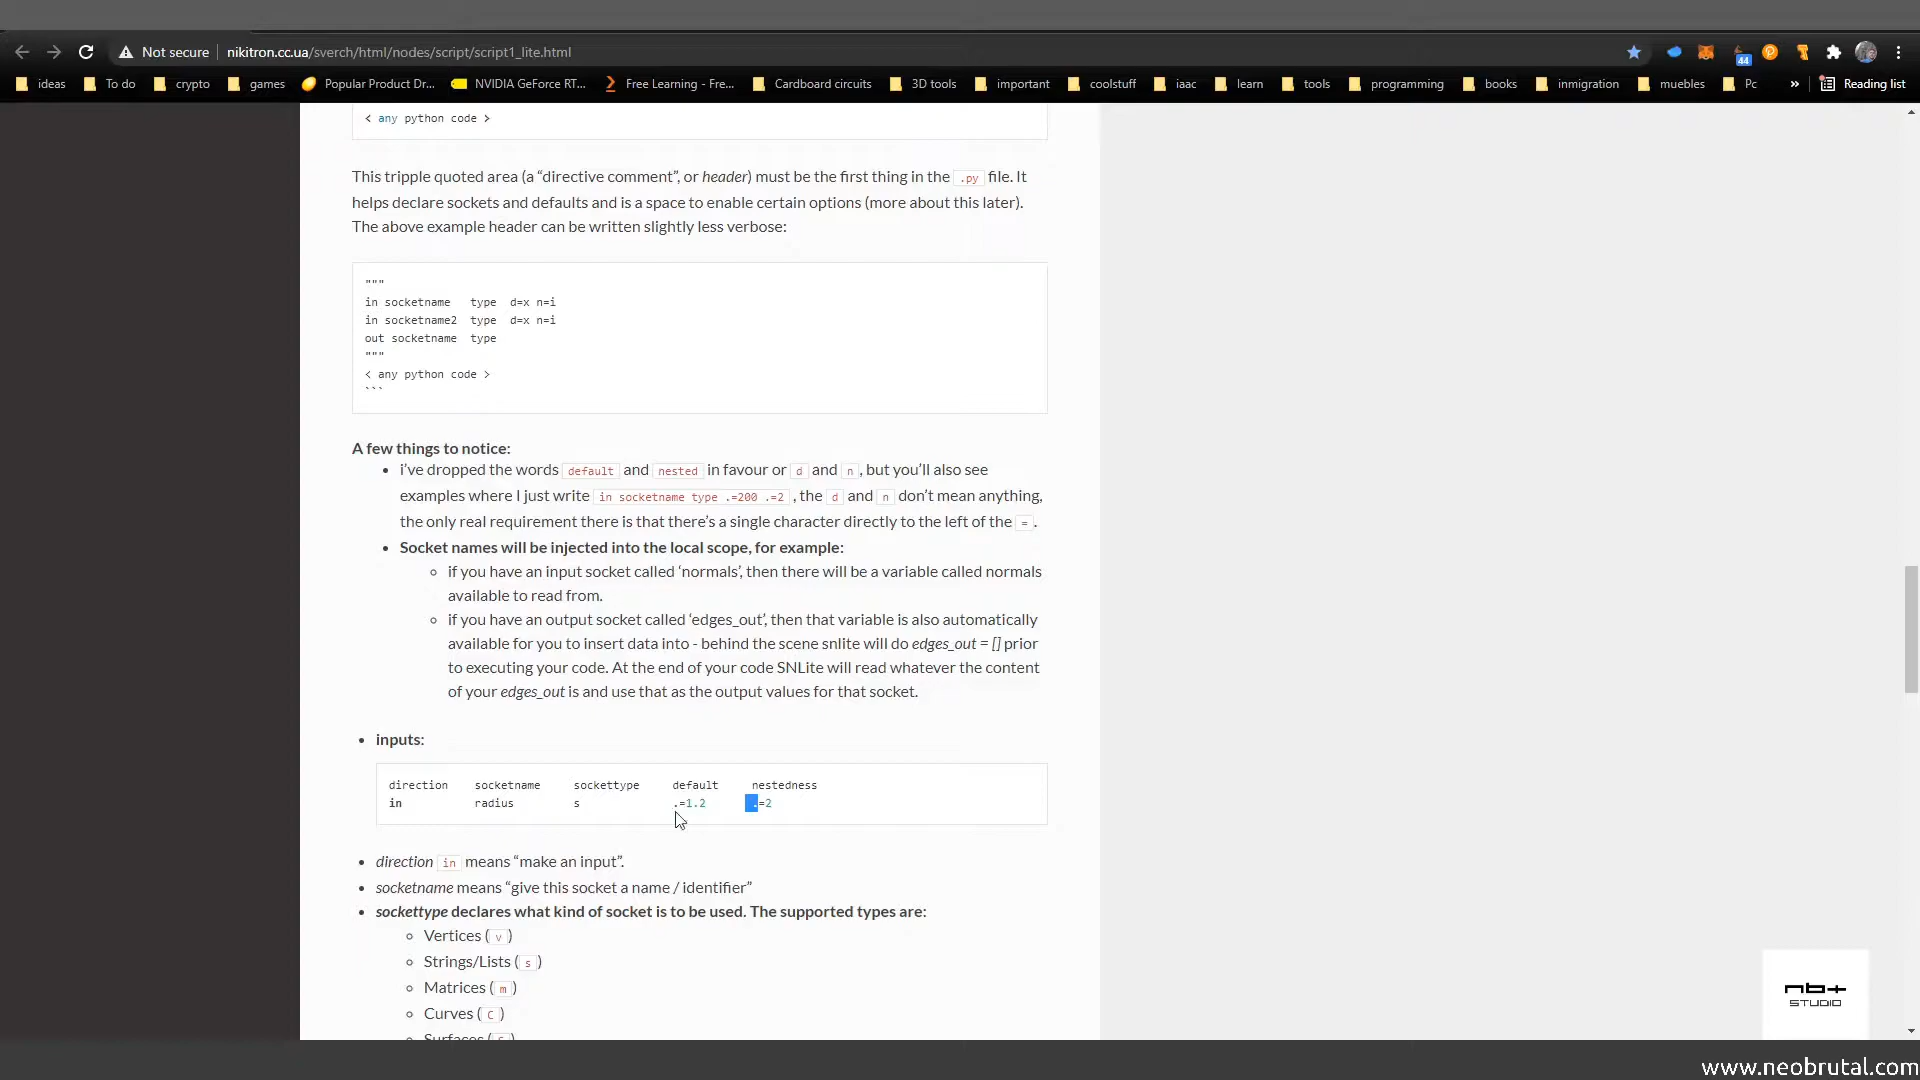 Not secure nikitron.cc.ua/sverch/html/nodes/script/script1_lite.html 44
ideas To do crypto games Popular Product Dr... NVIDIA GeForce RT... Free Learning - Fre... Cardboard circuits 3D tools important coolstuff iaac learn tools programming books inmigration muebles Pc » Reading list
< any python code >
This tripple quoted area (a “directive comment”, or header) must be the first thing in the .py file. It
helps declare sockets and defaults and is a space to enable certain options (more about this later).
The above example header can be written slightly less verbose:
"""
in socketname type d=x n=i
in socketname2 type d=x n=i
out socketname type
"""
< any python code >
```
A few things to notice:
i’ve dropped the words default and nested in favour or d and n, but you’ll also see
examples where I just write in socketname type .=200 .=2 , the d and n don’t mean anything,
the only real requirement there is that there’s a single character directly to the left of the = .
Socket names will be injected into the local scope, for example:
if you have an input socket called ‘normals’, then there will be a variable called normals
available to read from.
if you have an output socket called ‘edges_out’, then that variable is also automatically
available for you to insert data into - behind the scene snlite will do edges_out = [] prior
to executing your code. At the end of your code SNLite will read whatever the content
of your edges_out is and use that as the output values for that socket.
inputs:
direction socketname sockettype default nestedness
in radius s .=1.2 .=2
direction in means “make an input”.
socketname means “give this socket a name / identifier”
sockettype declares what kind of socket is to be used. The supported types are:
Vertices ( v )
Strings/Lists ( s )
Matrices ( m )
Curves ( C )
Surfaces ( S )
nb+
STUDIO
www.neobrutal.com